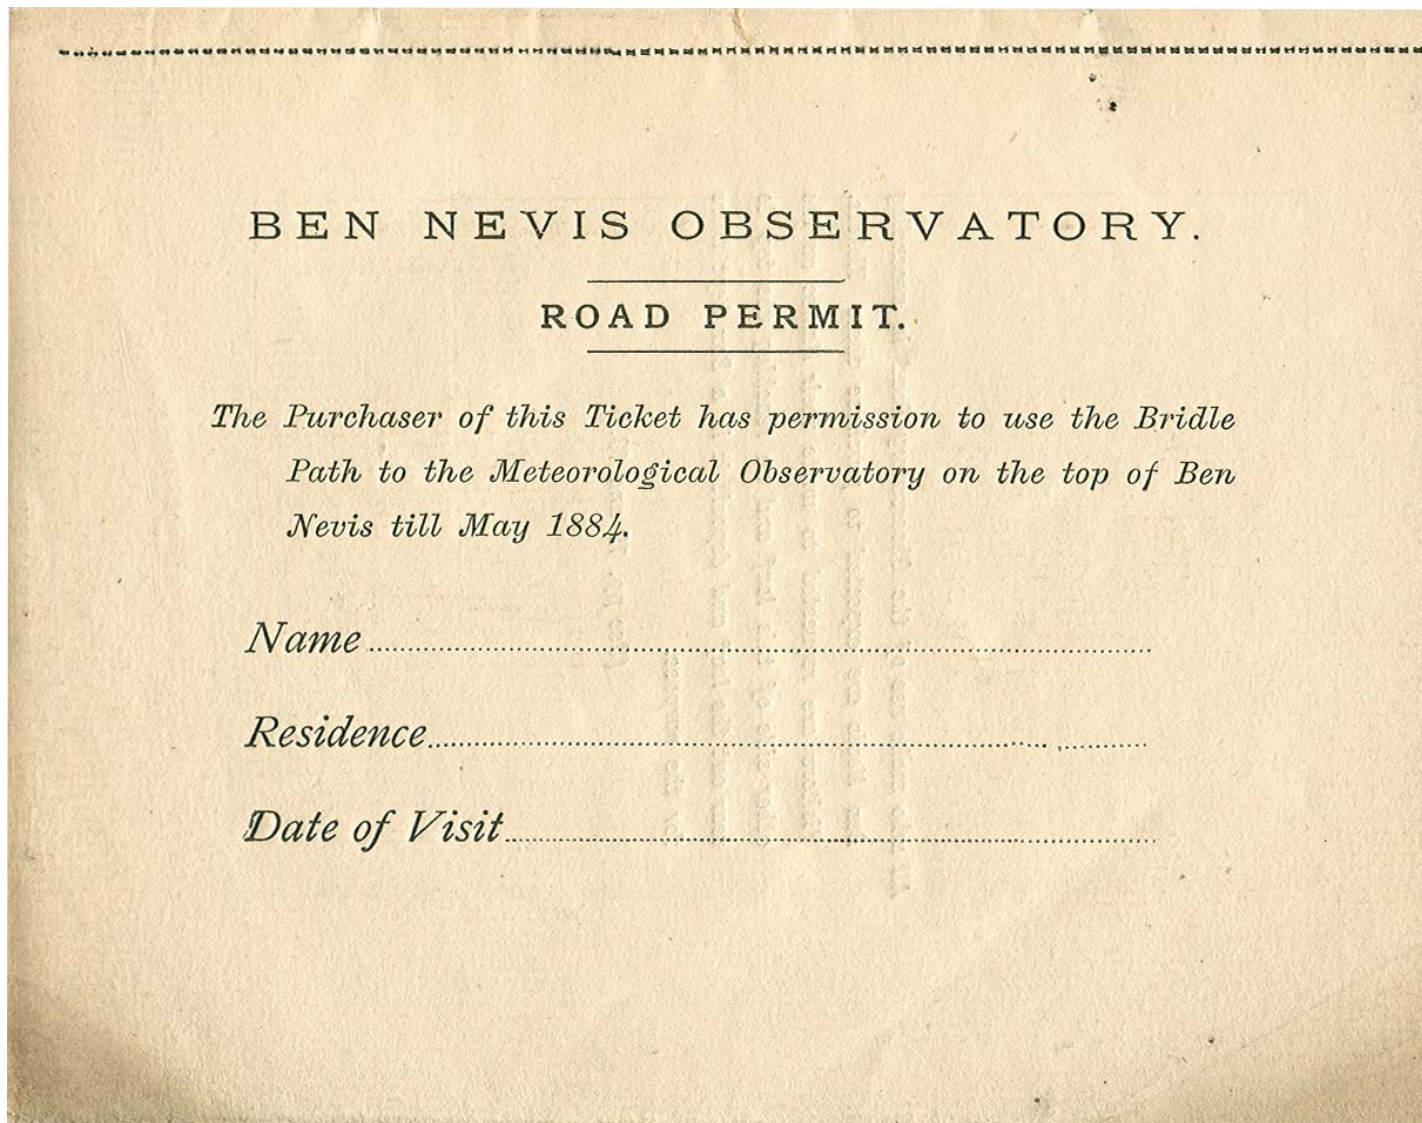 BEN NEVIS OBSERVATORY.
ROAD PERMIT.
The Purchaser of this Ticket has permission to use the Bridle
Path to the Meteorological Observatory on the top of Ben
Nevis till May 1884.
Name
Residence
Date of Visit